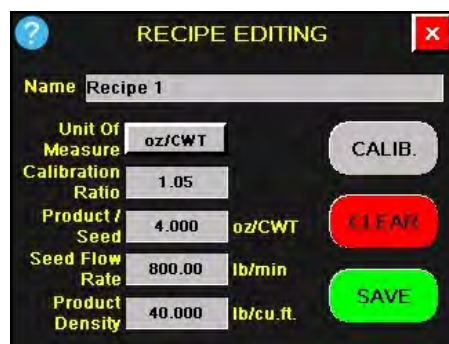 ? RECIPE EDITING X
Name Recipe 1
Unit Of
Measure oz/CWT
CALIB.
Calibration
Ratio 1.05
Product /
Seed 4.000 oz/CWT
CLEAR
Seed Flow
Rate 800.00 lb/min
Product
Density 40.000 lb/cu.ft.
SAVE